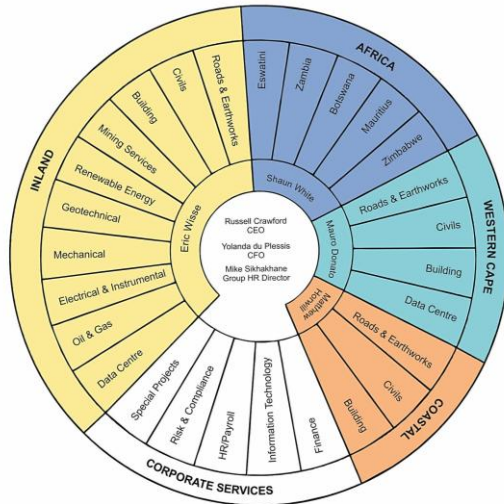 AFRICA
Eswatini
Zambia
Botswana
Mauritius
Zimbabwe
Shaun White
WESTERN CAPE
Roads & Earthworks
Civils
Building
Data Centre
Mauro Donato
COASTAL
Roads & Earthworks
Civils
Building
Matthew
Horwill
CORPORATE SERVICES
Finance
Information Technology
HR/Payroll
Risk & Compliance
Special Projects
INLAND
Data Centre
Oil & Gas
Electrical & Instrumental
Mechanical
Geotechnical
Renewable Energy
Mining Services
Building
Civils
Roads & Earthworks
Eric Wisse
Russell Crawford
CEO
Yolanda du Plessis
CFO
Mike Sikhakhane
Group HR Director